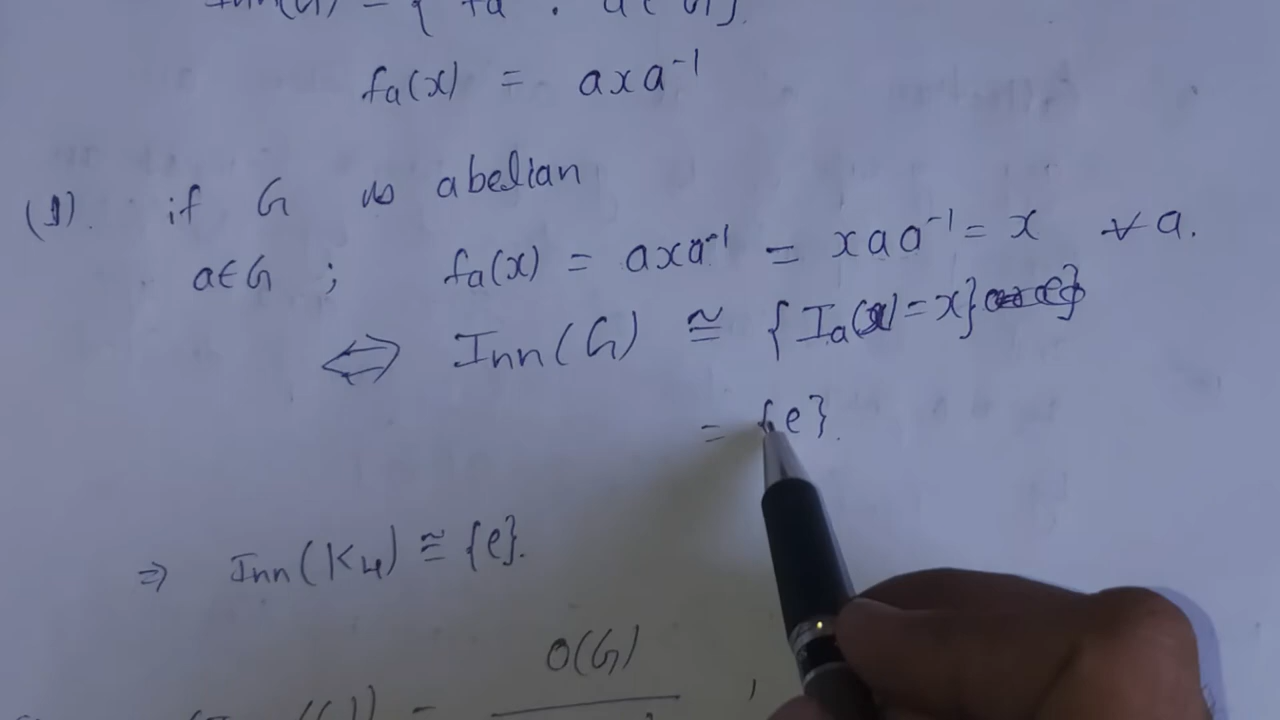 fa(x) = axa⁻¹
(1). if G is abelian
a∈G ; fa(x) = axa⁻¹ = xaa⁻¹ = x ∀ a.
⇔ Inn(G) ≅ {Ia(x) = x}
= {e}.
⇒ Inn(K4) ≅ {e}.
O(G)